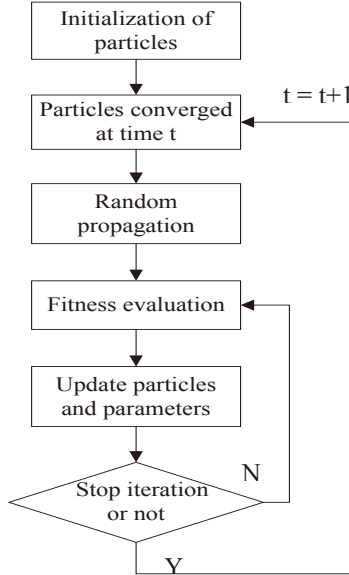 Initialization of
particles
Particles converged
at time t
t = t+1
Random
propagation
Fitness evaluation
Update particles
and parameters
Stop iteration
or not
N
Y